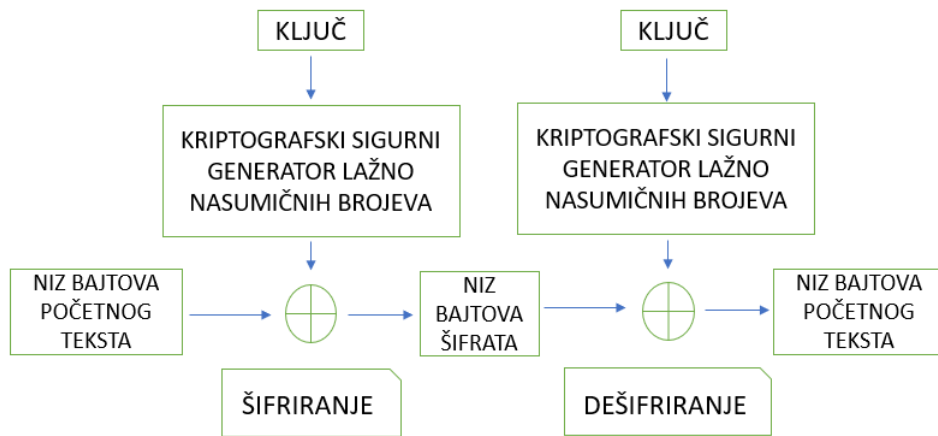 KLJUČ
KLJUČ
KRIPTOGRAFSKI SIGURNI
GENERATOR LAŽNO
NASUMIČNIH BROJEVA
KRIPTOGRAFSKI SIGURNI
GENERATOR LAŽNO
NASUMIČNIH BROJEVA
NIZ BAJTOVA
POČETNOG
TEKSTA
NIZ
BAJTOVA
ŠIFRATA
NIZ BAJTOVA
POČETNOG
TEKSTA
ŠIFRIRANJE
DEŠIFRIRANJE